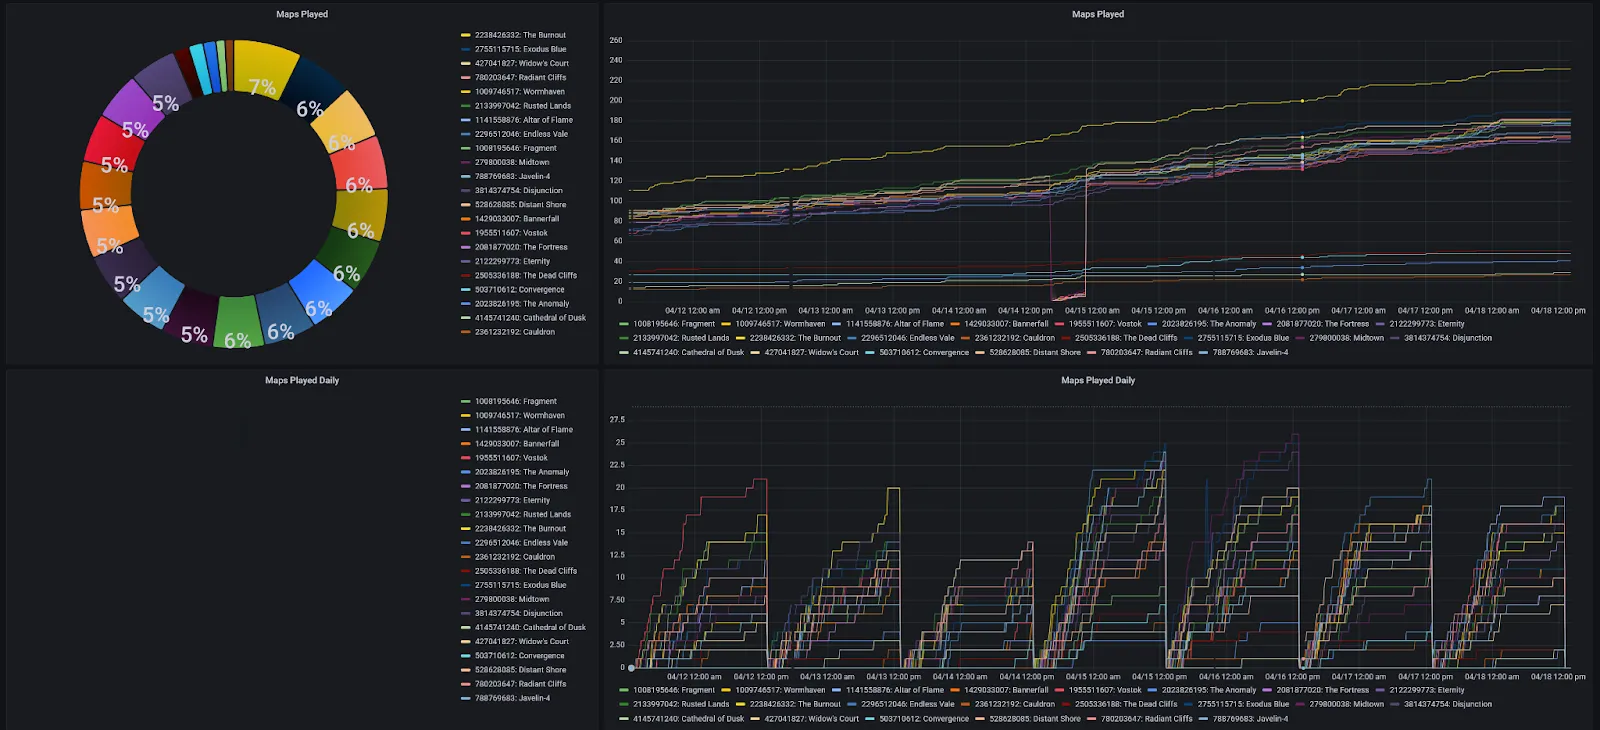 Maps Played
7%
6%
6%
6%
6%
6%
6%
6%
6%
5%
5%
5%
5%
5%
5%
5%
5%
2238426332: The Burnout
2755115715: Exodus Blue
427041827: Widow's Court
780203647: Radiant Cliffs
1009746517: Wormhaven
2133997042: Rusted Lands
1141558876: Altar of Flame
2296512046: Endless Vale
1008195646: Fragment
279800038: Midtown
788769683: Javelin-4
3814374754: Disjunction
528628085: Distant Shore
1429033007: Bannerfall
1955511607: Vostok
2081877020: The Fortress
2122299773: Eternity
2505336188: The Dead Cliffs
503710612: Convergence
2023826195: The Anomaly
4145741240: Cathedral of Dusk
2361232192: Cauldron
Maps Played
260
240
220
200
180
160
140
120
100
80
60
40
20
0
04/12 12:00 am 04/12 12:00 pm 04/13 12:00 am 04/13 12:00 pm 04/14 12:00 am 04/14 12:00 pm 04/15 12:00 am 04/15 12:00 pm 04/16 12:00 am 04/16 12:00 pm 04/17 12:00 am 04/17 12:00 pm 04/18 12:00 am 04/18 12:00 pm
1008195646: Fragment 1009746517: Wormhaven 1141558876: Altar of Flame 1429033007: Bannerfall 1955511607: Vostok 2023826195: The Anomaly 2081877020: The Fortress 2122299773: Eternity
2133997042: Rusted Lands 2238426332: The Burnout 2296512046: Endless Vale 2361232192: Cauldron 2505336188: The Dead Cliffs 2755115715: Exodus Blue 279800038: Midtown 3814374754: Disjunction
4145741240: Cathedral of Dusk 427041827: Widow's Court 503710612: Convergence 528628085: Distant Shore 780203647: Radiant Cliffs 788769683: Javelin-4
Maps Played Daily
1008195646: Fragment
1009746517: Wormhaven
1141558876: Altar of Flame
1429033007: Bannerfall
1955511607: Vostok
2023826195: The Anomaly
2081877020: The Fortress
2122299773: Eternity
2133997042: Rusted Lands
2238426332: The Burnout
2296512046: Endless Vale
2361232192: Cauldron
2505336188: The Dead Cliffs
2755115715: Exodus Blue
279800038: Midtown
3814374754: Disjunction
4145741240: Cathedral of Dusk
427041827: Widow's Court
503710612: Convergence
528628085: Distant Shore
780203647: Radiant Cliffs
788769683: Javelin-4
Maps Played Daily
27.5
25
22.5
20
17.5
15
12.5
10
7.50
5
2.50
0
04/12 12:00 am 04/12 12:00 pm 04/13 12:00 am 04/13 12:00 pm 04/14 12:00 am 04/14 12:00 pm 04/15 12:00 am 04/15 12:00 pm 04/16 12:00 am 04/16 12:00 pm 04/17 12:00 am 04/17 12:00 pm 04/18 12:00 am 04/18 12:00 pm
1008195646: Fragment 1009746517: Wormhaven 1141558876: Altar of Flame 1429033007: Bannerfall 1955511607: Vostok 2023826195: The Anomaly 2081877020: The Fortress 2122299773: Eternity
2133997042: Rusted Lands 2238426332: The Burnout 2296512046: Endless Vale 2361232192: Cauldron 2505336188: The Dead Cliffs 2755115715: Exodus Blue 279800038: Midtown 3814374754: Disjunction
4145741240: Cathedral of Dusk 427041827: Widow's Court 503710612: Convergence 528628085: Distant Shore 780203647: Radiant Cliffs 788769683: Javelin-4